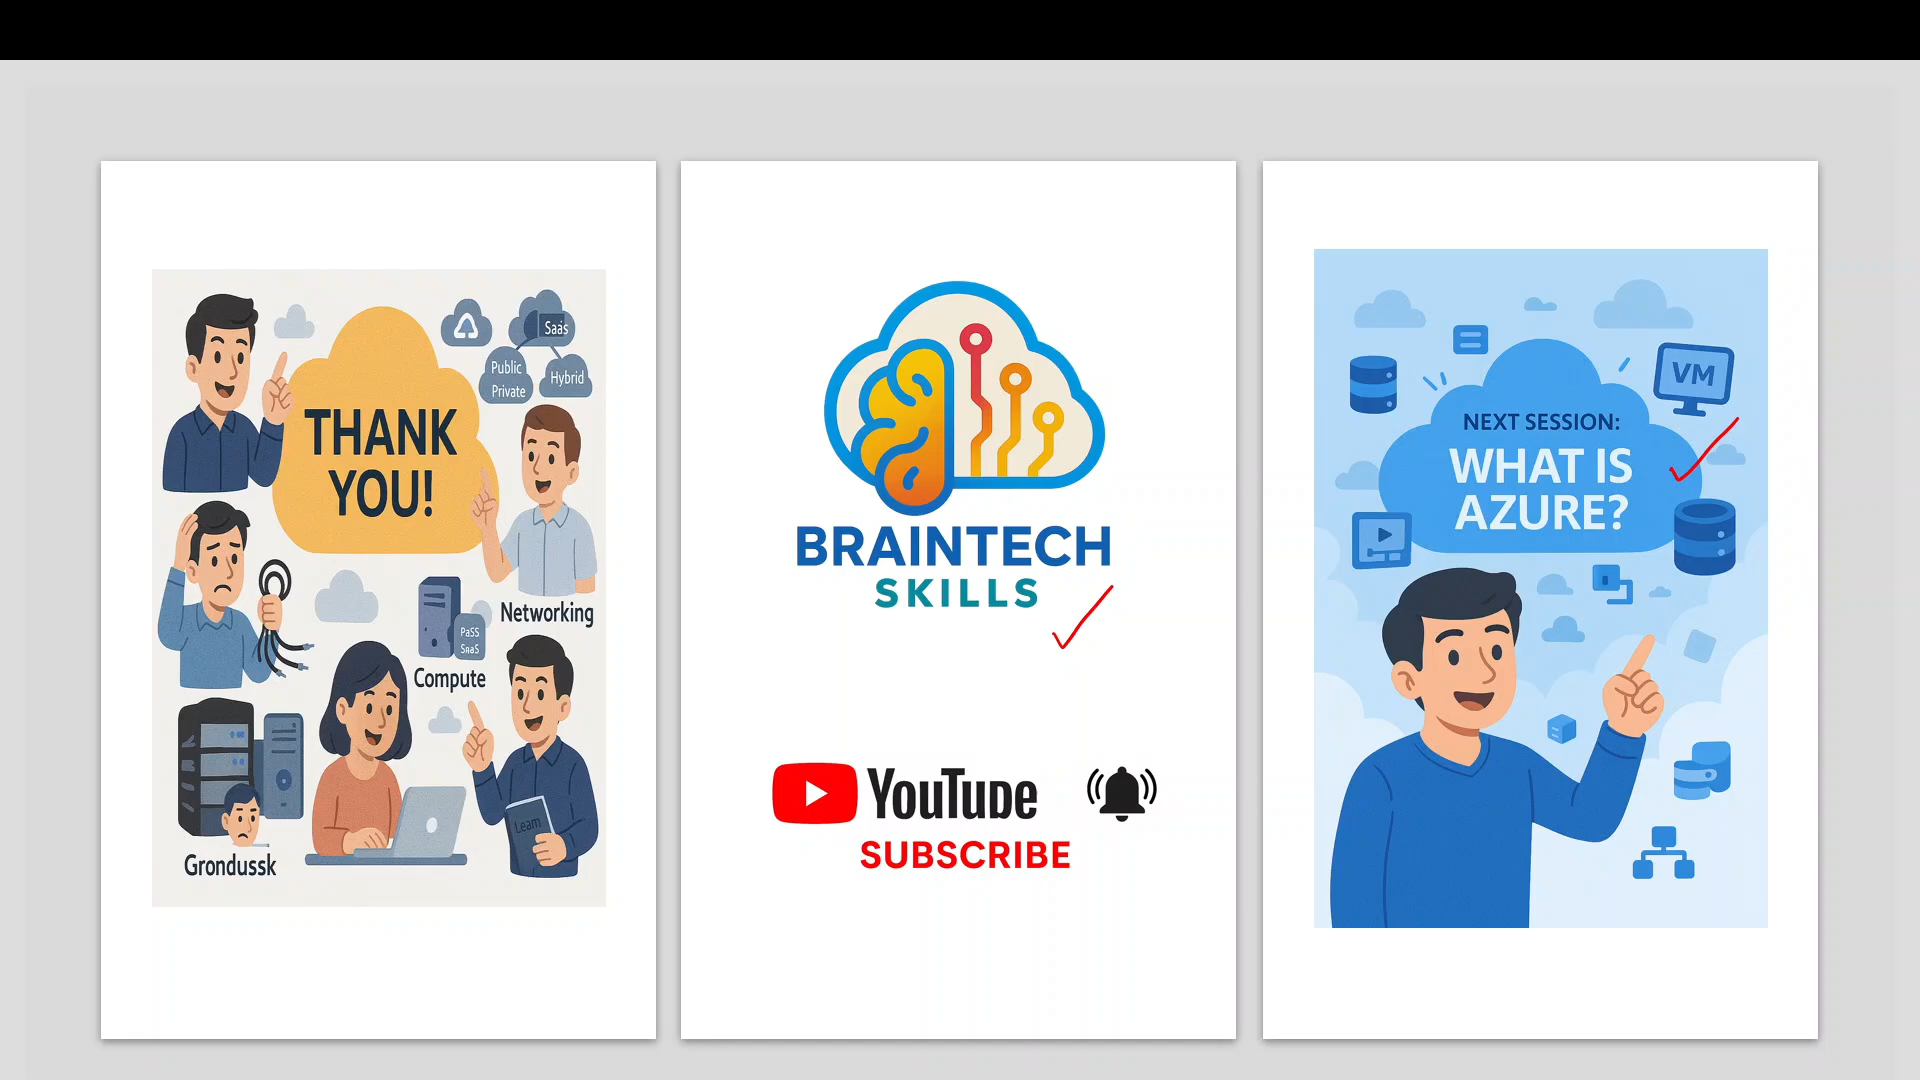 THANK
YOU!
Saas
Public
Private
Hybrid
Networking
PaSS
SaaS
Compute
Learn
Grondussk
BRAINTECH
SKILLS
YouTube
SUBSCRIBE
VM
NEXT SESSION:
WHAT IS
AZURE?